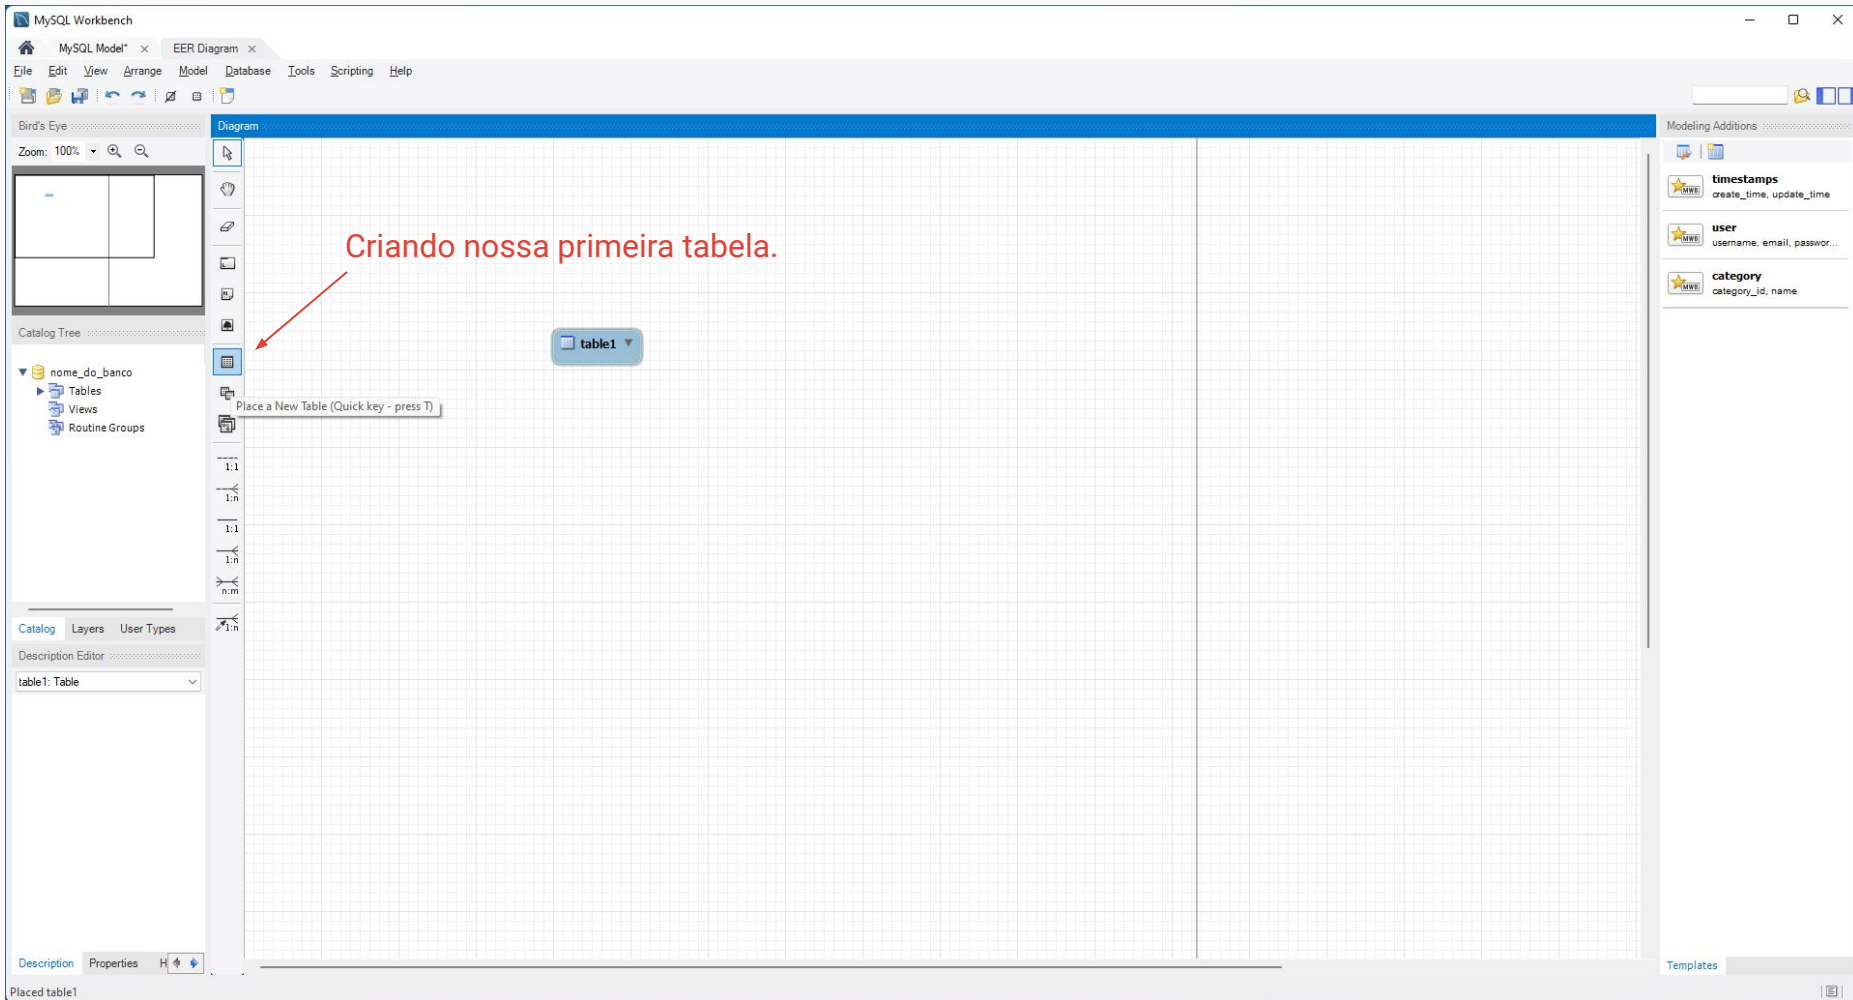 MySQL Workbench
MySQL Model* × EER Diagram ×
File Edit View Arrange Model Database Tools Scripting Help
Bird's Eye
Zoom: 100%
Catalog Tree
nome_do_banco
Tables
Views
Routine Groups
Catalog Layers User Types
Description Editor
table1: Table
Description Properties H
Placed table1
Diagram
Criando nossa primeira tabela.
table1
Place a New Table (Quick key - press T)
1:1
1:n
1:1
1:n
n:m
1:n
Modeling Additions
MWB
timestamps
create_time, update_time
MWB
user
username, email, passwor...
MWB
category
category_id, name
Templates